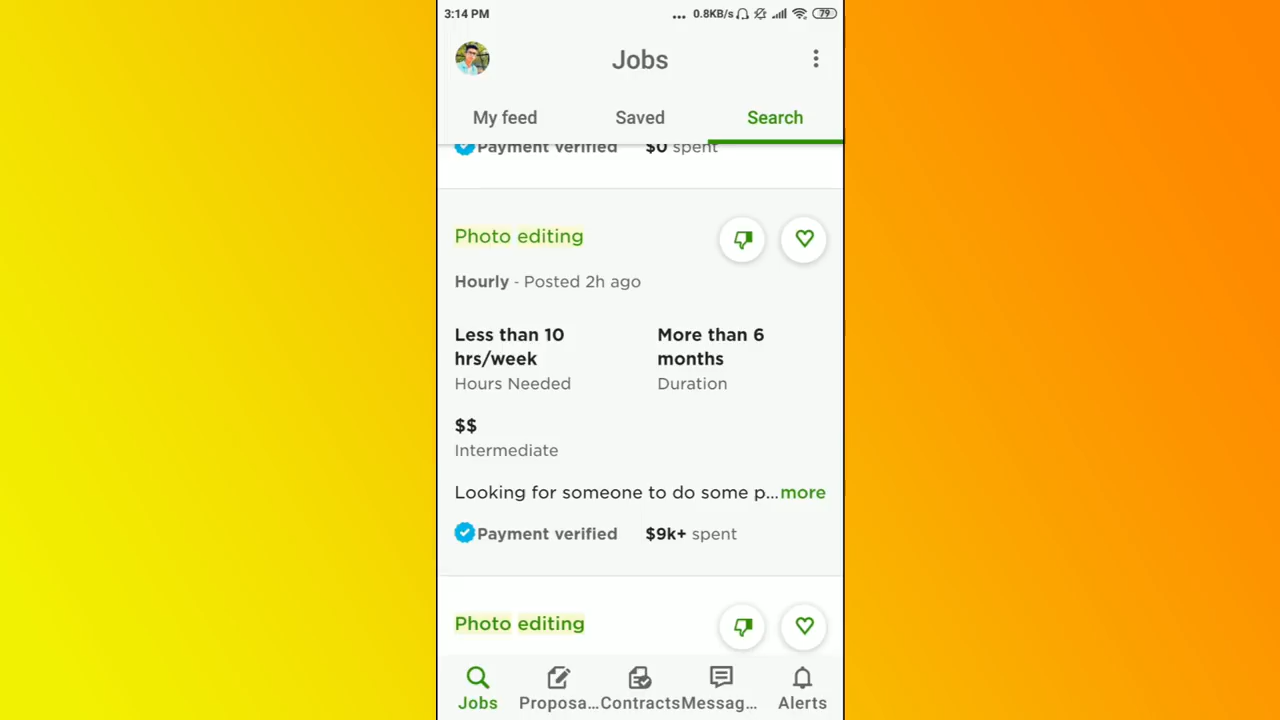 3:14 PM ... 0.8KB/s 79
Jobs
My feed Saved Search
Payment verified $0 spent
Photo editing
Hourly - Posted 2h ago
Less than 10 More than 6
hrs/week months
Hours Needed Duration
$$
Intermediate
Looking for someone to do some p...more
Payment verified $9k+ spent
Photo editing
Jobs Proposa... Contracts Messag... Alerts